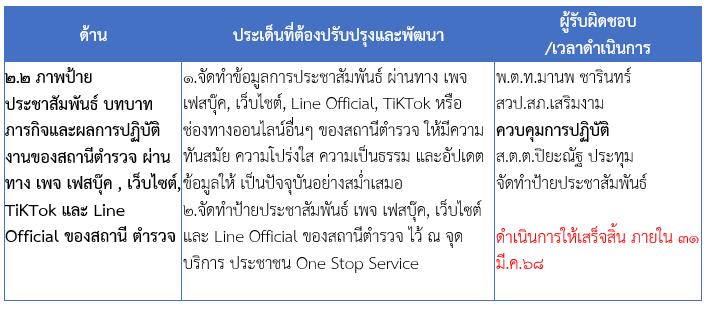 ด้าน
ประเด็นที่ต้องปรับปรุงและพัฒนา
ผู้รับผิดชอบ
/เวลาดำเนินการ
๒.๒ ภาพป้าย
ประชาสัมพันธ์ บทบาท
ภารกิจและผลการปฏิบัติ
งานของสถานีตำรวจ ผ่าน
ทาง เพจ เฟสบุ๊ค , เว็บไซต์,
TiKTok และ Line
Official ของสถานี ตำรวจ
๑.จัดทำข้อมูลการประชาสัมพันธ์ ผ่านทาง เพจ
เฟสบุ๊ค, เว็บไซต์, Line Official, TiKTok หรือ
ช่องทางออนไลน์อื่นๆ ของสถานีตำรวจ ให้มีความ
ทันสมัย ความโปร่งใส ความเป็นธรรม และอัปเดต
ข้อมูลให้ เป็นปัจจุบันอย่างสม่ำเสมอ
๒.จัดทำป้ายประชาสัมพันธ์ เพจ เฟสบุ๊ค, เว็บไซต์
และ Line Official ของสถานีตำรวจ ไว้ ณ จุด
บริการ ประชาชน One Stop Service
พ.ต.ท.มานพ ชารินทร์
สวป.สภ.เสริมงาม
ควบคุมการปฏิบัติ
ส.ต.ต.ปิยะณัฐ ประทุม
จัดทำป้ายประชาสัมพันธ์
ดำเนินการให้เสร็จสิ้น ภายใน ๓๑
มี.ค.๖๘